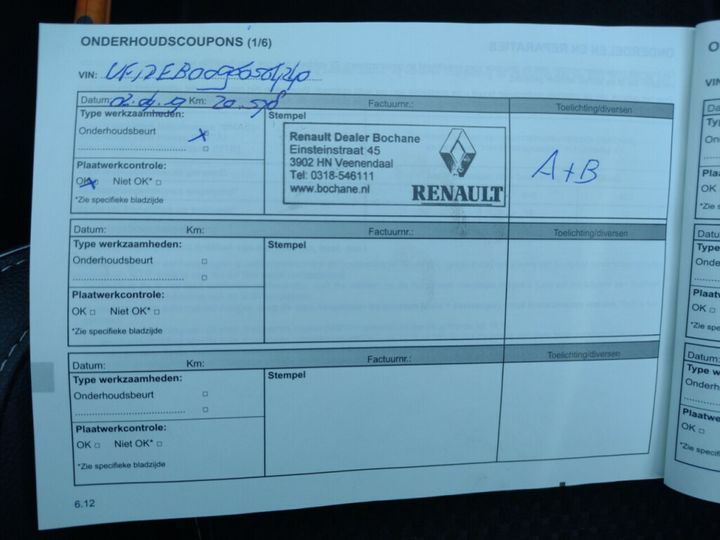 ONDERHOUDSCOUPONS (1/6)
VIN:
Datum: Km: 20.578 Factuurnr.: Toelichting/diversen
Type werkzaamheden:
Stempel
Onderhoudsbeurt X
Plaatwerkcontrole:
OK X Niet OK*
*Zie specifieke bladzijde
Renault Dealer Bochane
Einsteinstraat 45
3902 HN Veenendaal
Tel: 0318-546111
www.bochane.nl
RENAULT
A+B
Datum: Km: Factuurnr.: Toelichting/diversen
Type werkzaamheden:
Stempel
Onderhoudsbeurt
Plaatwerkcontrole:
OK Niet OK*
*Zie specifieke bladzijde
Datum: Km: Factuurnr.: Toelichting/diversen
Type werkzaamheden:
Stempel
Onderhoudsbeurt
Plaatwerkcontrole:
OK Niet OK*
*Zie specifieke bladzijde
6.12